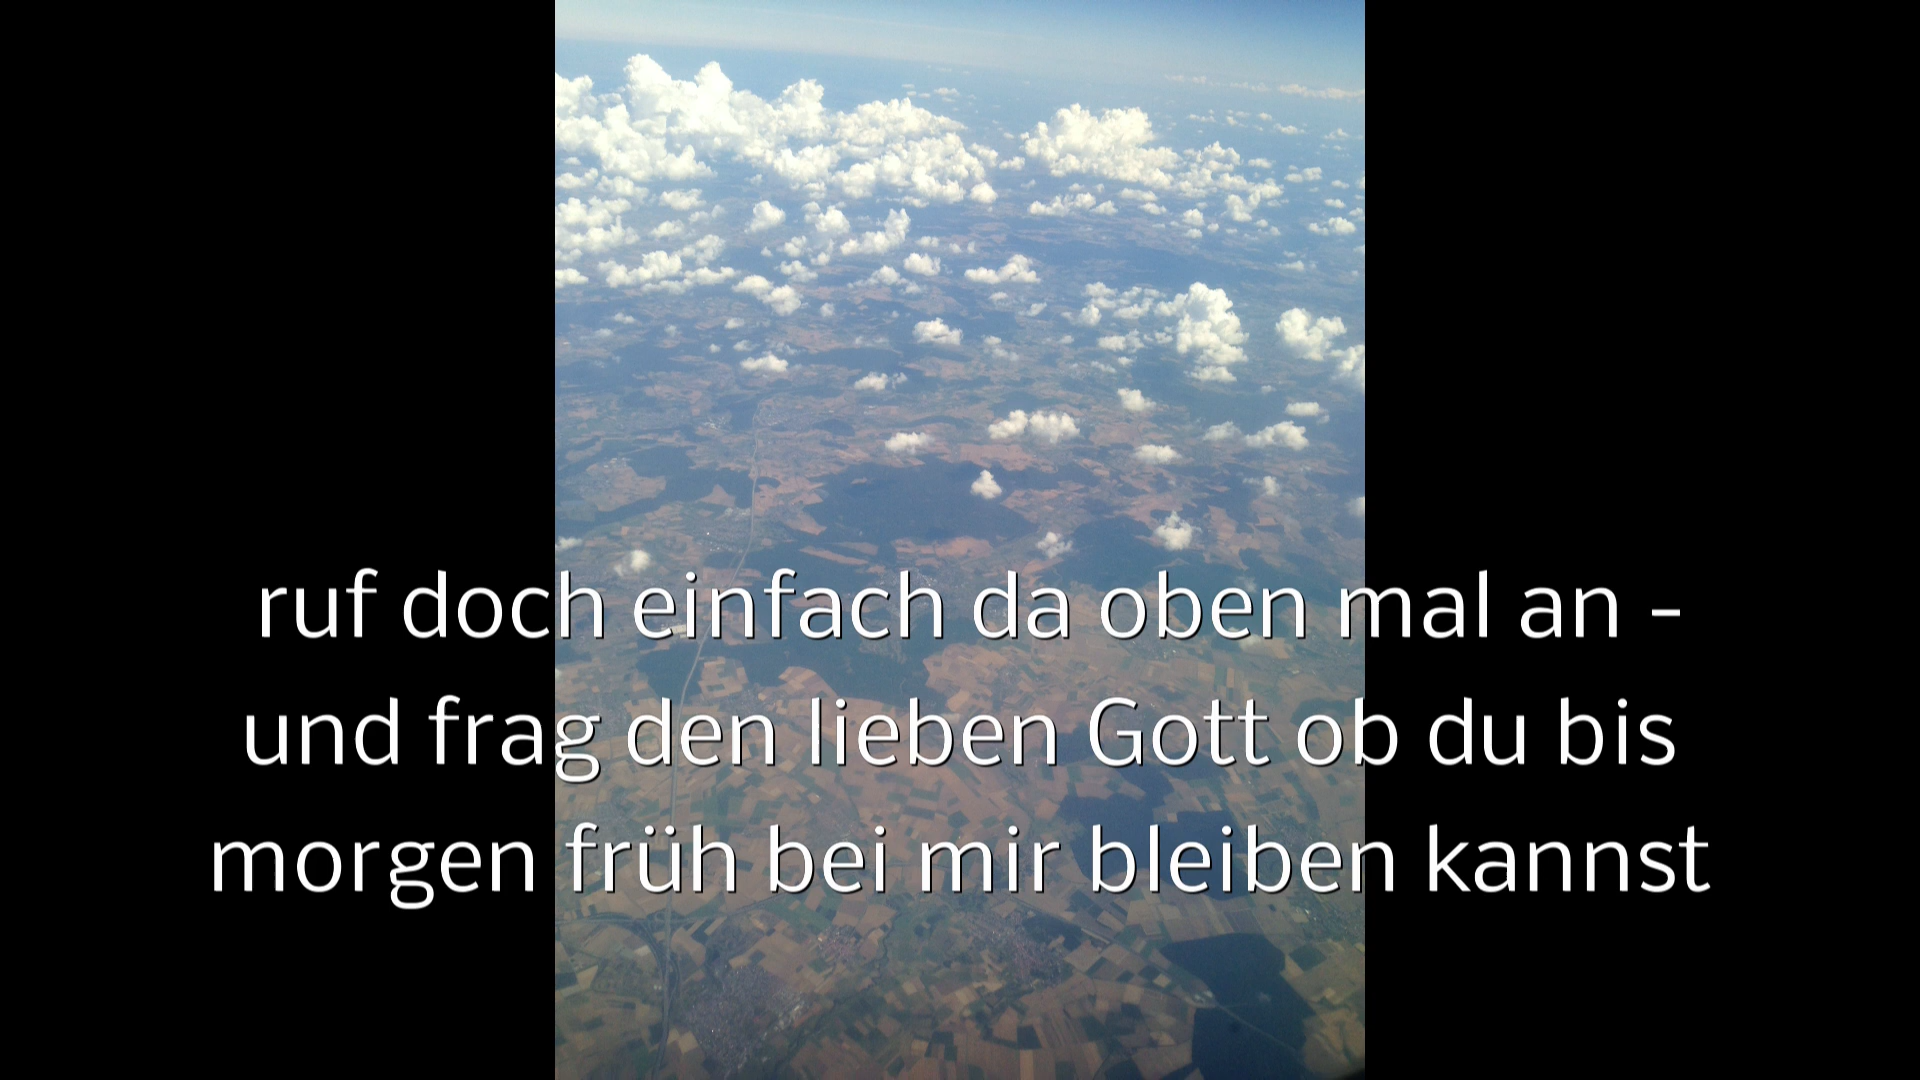 ruf doch einfach da oben mal an -
und frag den lieben Gott ob du bis
morgen früh bei mir bleiben kannst